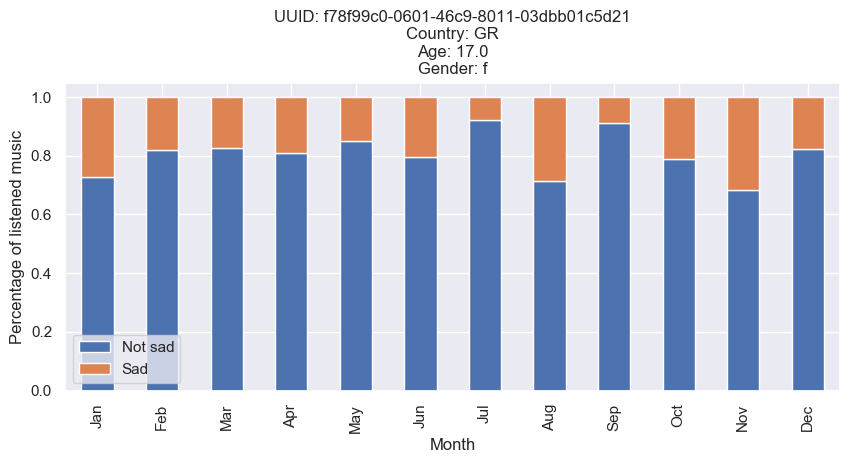 UUID: f78f99c0-0601-46c9-8011-03dbb01c5d21
Country: GR
Age: 17.0
Gender: f
Percentage of listened music
1.0
0.8
0.6
0.4
0.2
0.0
Not sad
Sad
Jan
Feb
Mar
Apr
May
Jun
Jul
Aug
Sep
Oct
Nov
Dec
Month